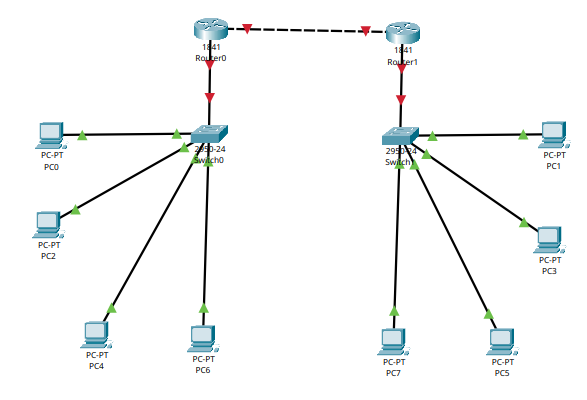 1841
Router0
1841
Router1
2950-24
Switch0
2950-24
Switch1
PC-PT
PC0
PC-PT
PC1
PC-PT
PC2
PC-PT
PC3
PC-PT
PC4
PC-PT
PC6
PC-PT
PC7
PC-PT
PC5